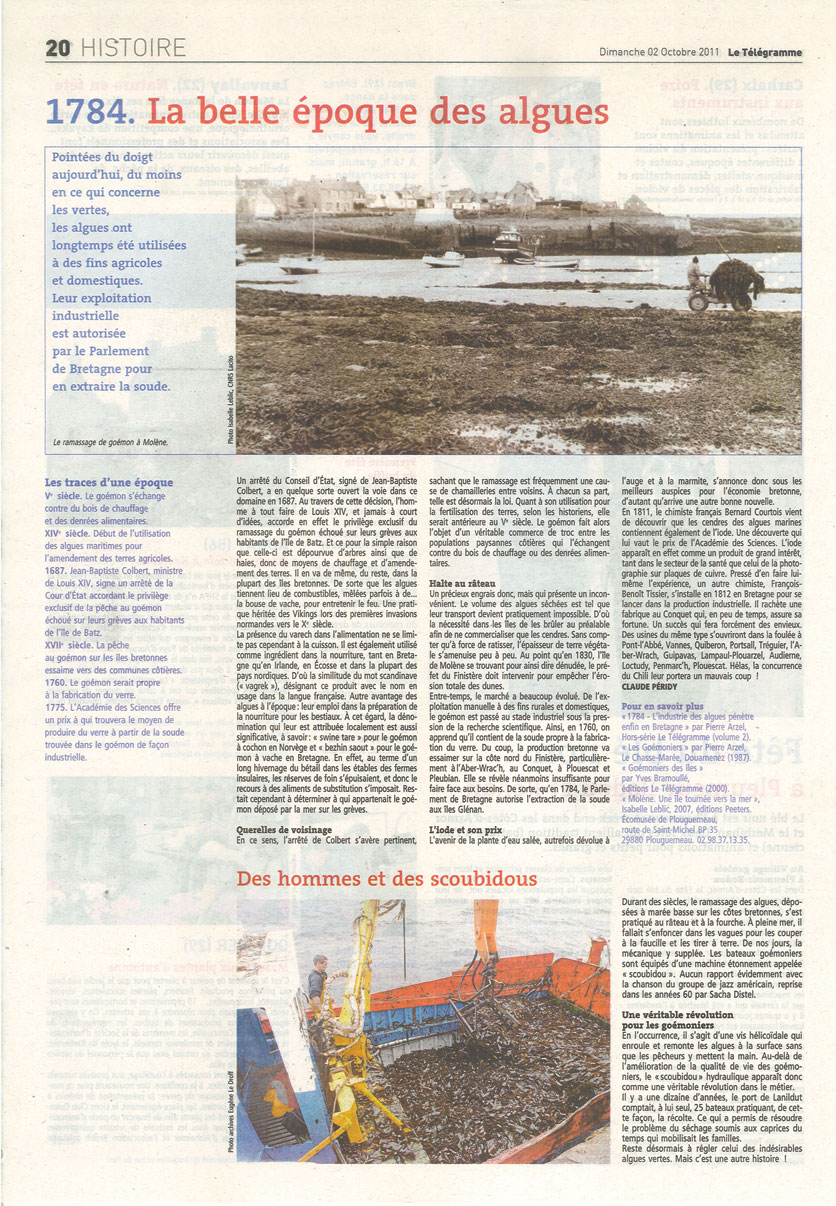 20 HISTOIRE
Dimanche 02 Octobre 2011 Le Télégramme
1784. La belle époque des algues
Pointées du doigt
aujourd'hui, du moins
en ce qui concerne
les vertes,
les algues ont
longtemps été utilisées
à des fins agricoles
et domestiques.
Leur exploitation
industrielle
est autorisée
par le Parlement
de Bretagne pour
en extraire la soude.
Le ramassage de goémon à Molène.
Photo Isabelle Leblic, CNRS Lacito
Les traces d'une époque
Ve siècle. Le goémon s'échange
contre du bois de chauffage
et des denrées alimentaires.
XIVe siècle. Début de l'utilisation
des algues maritimes pour
l'amendement des terres agricoles.
1687. Jean-Baptiste Colbert, ministre
de Louis XIV, signe un arrêté de la
Cour d'État accordant le privilège
exclusif de la pêche au goémon
échoué sur leurs grèves aux habitants
de l'île de Batz.
XVIIe siècle. La pêche
au goémon sur les îles bretonnes
essaime vers des communes côtières.
1760. Le goémon serait propre
à la fabrication du verre.
1775. L'Académie des Sciences offre
un prix à qui trouvera le moyen de
produire du verre à partir de la soude
trouvée dans le goémon de façon
industrielle.
Un arrêté du Conseil d'État, signé de Jean-Baptiste
Colbert, a en quelque sorte ouvert la voie dans ce
domaine en 1687. Au travers de cette décision, l'hom-
me à tout faire de Louis XIV, et jamais à court
d'idées, accorde en effet le privilège exclusif du
ramassage du goémon échoué sur leurs grèves aux
habitants de l'île de Batz. Et ce pour la simple raison
que celle-ci est dépourvue d'arbres ainsi que de
haies, donc de moyens de chauffage et d'amende-
ment des terres. Il en va de même, du reste, dans la
plupart des îles bretonnes. De sorte que les algues
tiennent lieu de combustibles, mêlées parfois à de...
la bouse de vache, pour entretenir le feu. Une prati-
que héritée des Vikings lors des premières invasions
normandes vers le Xe siècle.
La présence du varech dans l'alimentation ne se limi-
te pas cependant à la cuisson. Il est également utilisé
comme ingrédient dans la nourriture, tant en Breta-
gne qu'en Irlande, en Écosse et dans la plupart des
pays nordiques. D'où la similitude du mot scandinave
(« vagrek »), désignant ce produit avec le nom en
usage dans la langue française. Autre avantage des
algues à l'époque : leur emploi dans la préparation de
la nourriture pour les bestiaux. À cet égard, la déno-
mination qui leur est attribuée localement est aussi
significative, à savoir : « swine tare » pour le goémon
à cochon en Norvège et « bezhin saout » pour le goé-
mon à vache en Bretagne. En effet, au terme d'un
long hivernage du bétail dans les étables des fermes
insulaires, les réserves de foin s'épuisaient, et donc le
recours à des aliments de substitution s'imposait. Res-
tait cependant à déterminer à qui appartenait le goé-
mon déposé par la mer sur les grèves.
Querelles de voisinage
En ce sens, l'arrêté de Colbert s'avère pertinent,
sachant que le ramassage est fréquemment une cau-
se de chamailleries entre voisins. À chacun sa part,
telle est désormais la loi. Quant à son utilisation pour
la fertilisation des terres, selon les historiens, elle
serait antérieure au Ve siècle. Le goémon fait alors
l'objet d'un véritable commerce de troc entre les
populations paysannes côtières qui l'échangent
contre du bois de chauffage ou des denrées alimen-
taires.
Halte au râteau
Un précieux engrais donc, mais qui présente un incon-
vénient. Le volume des algues séchées est tel que
leur transport devient pratiquement impossible. D'où
la nécessité dans les îles de les brûler au préalable
afin de ne commercialiser que les cendres. Sans comp-
ter qu'à force de ratisser, l'épaisseur de terre végéta-
le s'amenuise peu à peu. Au point qu'en 1830, l'île
de Molène se trouvant pour ainsi dire dénudée, le pré-
fet du Finistère doit intervenir pour empêcher l'éro-
sion totale des dunes.
Entre-temps, le marché a beaucoup évolué. De l'ex-
ploitation manuelle à des fins rurales et domestiques,
le goémon est passé au stade industriel sous la pres-
sion de la recherche scientifique. Ainsi, en 1760, on
apprend qu'il contient de la soude propre à la fabrica-
tion du verre. Du coup, la production bretonne va
essaimer sur la côte nord du Finistère, particulière-
ment à l'Aber-Wrac'h, au Conquet, à Plouescat et
Pleubian. Elle se révèle néanmoins insuffisante pour
faire face aux besoins. De sorte, qu'en 1784, le Parle-
ment de Bretagne autorise l'extraction de la soude
aux îles Glénan.
L'iode et son prix
L'avenir de la plante d'eau salée, autrefois dévolue à
l'auge et à la marmite, s'annonce donc sous les
meilleurs auspices pour l'économie bretonne,
d'autant qu'arrive une autre bonne nouvelle.
En 1811, le chimiste français Bernard Courtois vient
de découvrir que les cendres des algues marines
contiennent également de l'iode. Une découverte qui
lui vaut le prix de l'Académie des Sciences. L'iode
apparaît en effet comme un produit de grand intérêt,
tant dans le secteur de la santé que celui de la photo-
graphie sur plaques de cuivre. Pressé d'en faire lui-
même l'expérience, un autre chimiste, François-
Benoît Tissier, s'installe en 1812 en Bretagne pour se
lancer dans la production industrielle. Il rachète une
fabrique au Conquet qui, en peu de temps, assure sa
fortune. Un succès qui fera forcément des envieux.
Des usines du même type s'ouvriront dans la foulée à
Pont-l'Abbé, Vannes, Quiberon, Portsall, Tréguier, l'A-
ber-Wrach, Guipavas, Lampaul-Plouarzel, Audierne,
Loctudy, Penmarc'h, Plouescat. Hélas, la concurrence
du Chili leur portera un mauvais coup !
CLAUDE PÉRIDY
Pour en savoir plus
« 1784 - L'industrie des algues pénètre
enfin en Bretagne » par Pierre Arzel,
Hors-série Le Télégramme (volume 2).
« Les Goémoniers » par Pierre Arzel,
Le Chasse-Marée, Douarnenez (1987).
« Goémoniers des îles »
par Yves Bramoullé,
éditions Le Télégramme (2000).
« Molène. Une île tournée vers la mer »,
Isabelle Leblic, 2007, éditions Peeters.
Écomusée de Plouguerneau,
route de Saint-Michel BP 35
29880 Plouguerneau. 02.98.37.13.35.
Des hommes et des scoubidous
Photo archives Eugène Le Droff
Durant des siècles, le ramassage des algues, dépo-
sées à marée basse sur les côtes bretonnes, s'est
pratiqué au râteau et à la fourche. À pleine mer, il
fallait s'enfoncer dans les vagues pour les couper
à la faucille et les tirer à terre. De nos jours, la
mécanique y supplée. Les bateaux goémoniers
sont équipés d'une machine étonnement appelée
« scoubidou ». Aucun rapport évidemment avec
la chanson du groupe de jazz américain, reprise
dans les années 60 par Sacha Distel.
Une véritable révolution
pour les goémoniers
En l'occurrence, il s'agit d'une vis hélicoïdale qui
enroule et remonte les algues à la surface sans
que les pêcheurs y mettent la main. Au-delà de
l'amélioration de la qualité de vie des goémo-
niers, le « scoubidou » hydraulique apparaît donc
comme une véritable révolution dans le métier.
Il y a une dizaine d'années, le port de Lanildut
comptait, à lui seul, 25 bateaux pratiquant, de cet-
te façon, la récolte. Ce qui a permis de résoudre
le problème du séchage soumis aux caprices du
temps qui mobilisait les familles.
Reste désormais à régler celui des indésirables
algues vertes. Mais c'est une autre histoire !